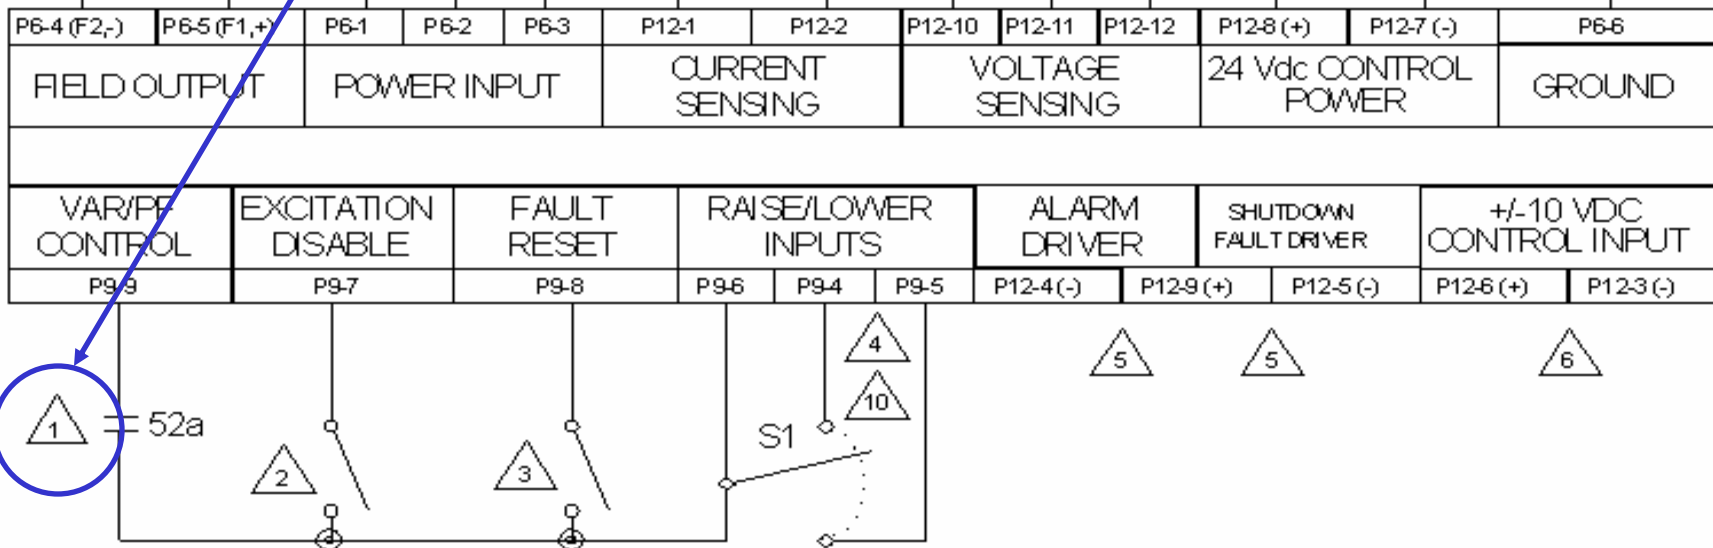 P6-4 (F2,-) P6-5 (F1,+) P6-1 P6-2 P6-3 P12-1 P12-2 P12-10 P12-11 P12-12 P12-8 (+) P12-7 (-) P6-6
FIELD OUTPUT POWER INPUT CURRENT SENSING VOLTAGE SENSING 24 Vdc CONTROL POWER GROUND
VAR/PF CONTROL EXCITATION DISABLE FAULT RESET RAISE/LOWER INPUTS ALARM DRIVER SHUTDOWN FAULT DRIVER +/-10 VDC CONTROL INPUT
P9-9 P9-7 P9-8 P9-6 P9-4 P9-5 P12-4 (-) P12-9 (+) P12-5 (-) P12-6 (+) P12-3 (-)
4 5 5 6
10
1 52a S1
2 3